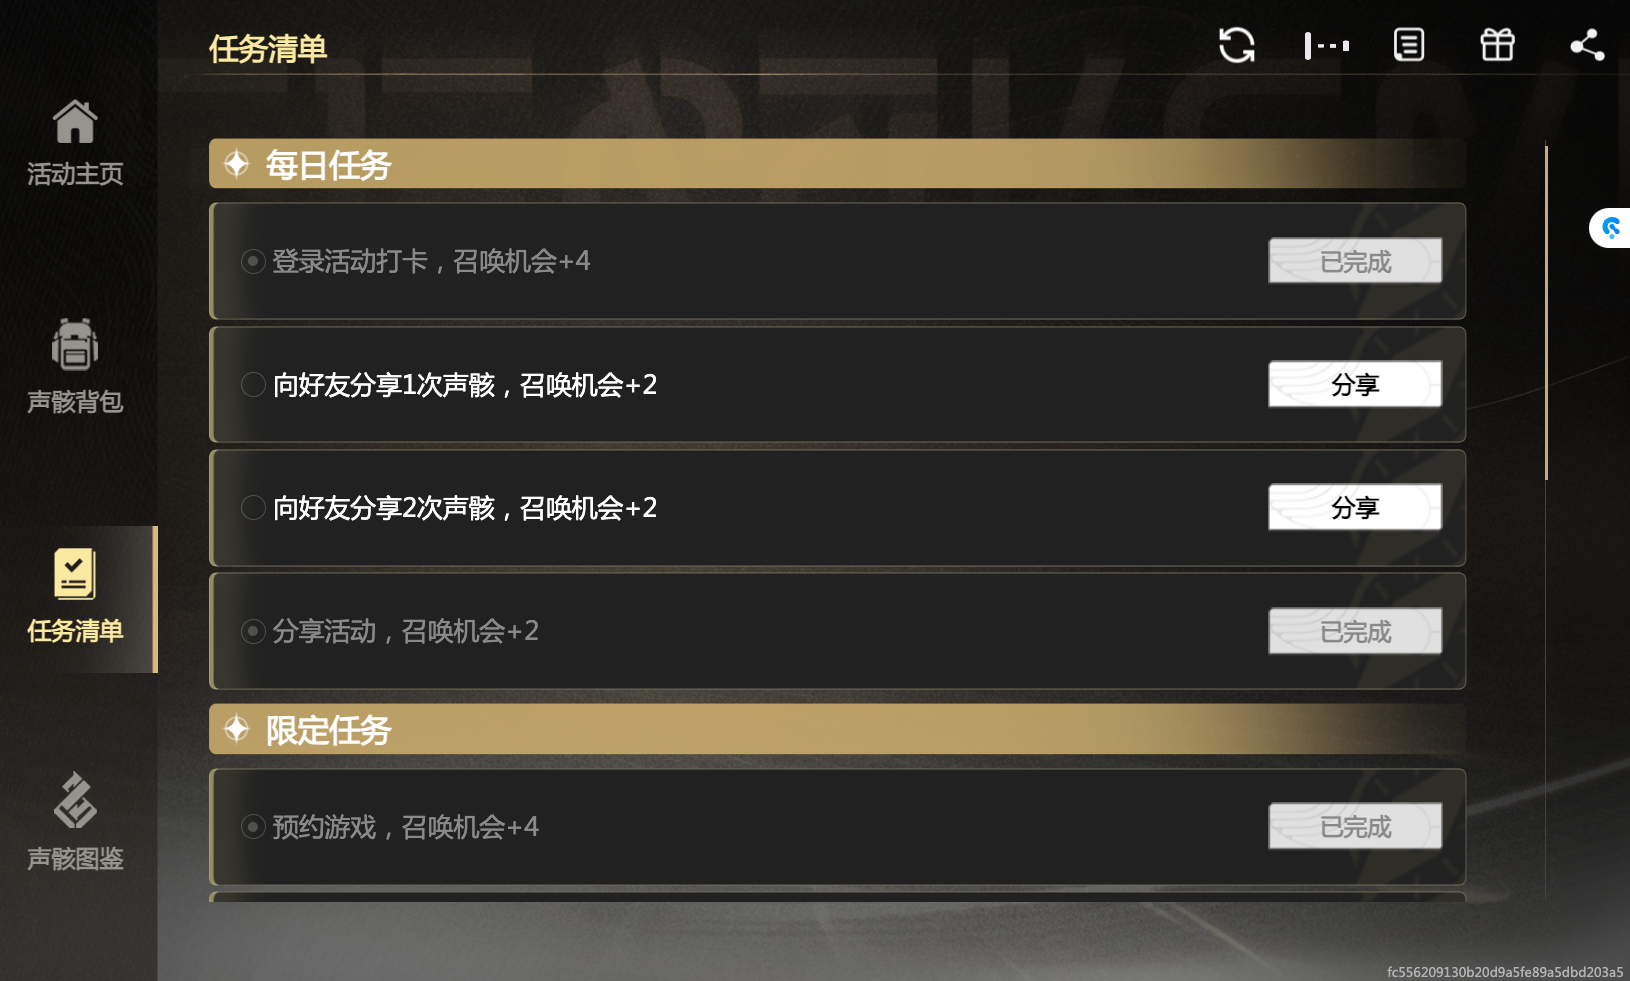 任务清单
活动主页
声骸背包
任务清单
声骸图鉴
每日任务
登录活动打卡，召唤机会+4
已完成
向好友分享1次声骸，召唤机会+2
分享
向好友分享2次声骸，召唤机会+2
分享
分享活动，召唤机会+2
已完成
限定任务
预约游戏，召唤机会+4
已完成
fc556209130b20d9a5fe89a5dbd203a5